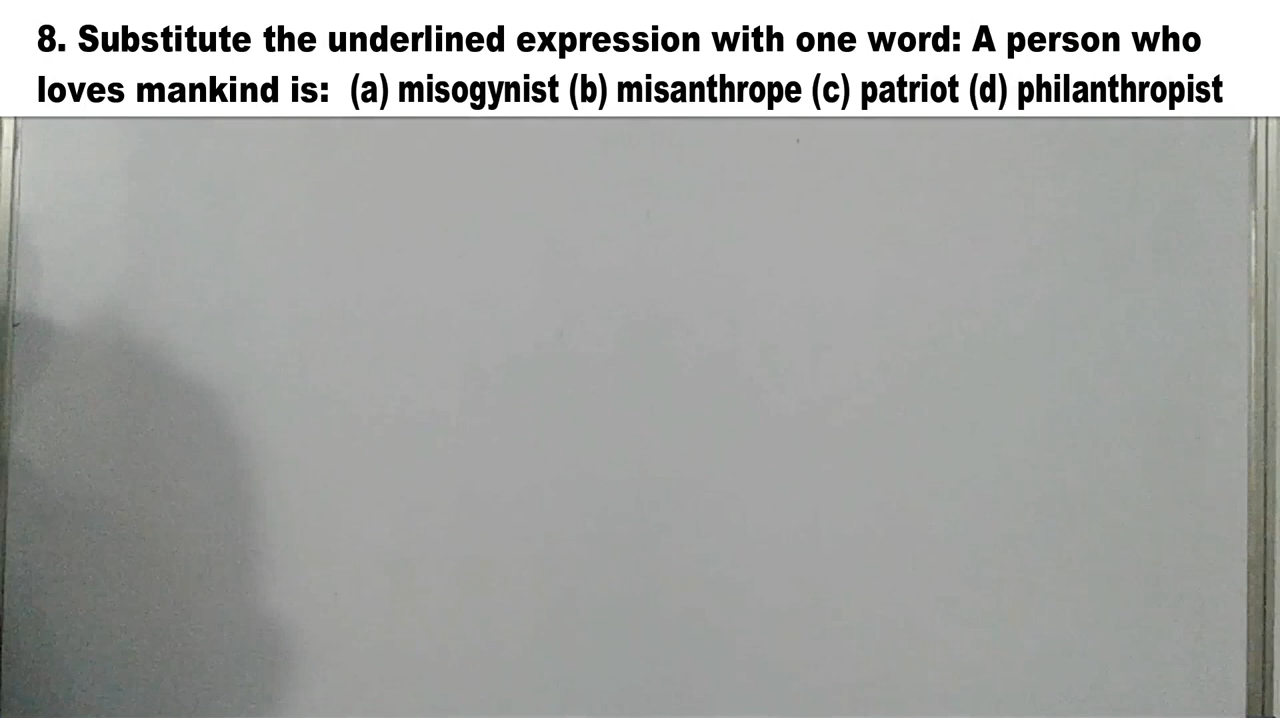 8. Substitute the underlined expression with one word: A person who
loves mankind is: (a) misogynist (b) misanthrope (c) patriot (d) philanthropist